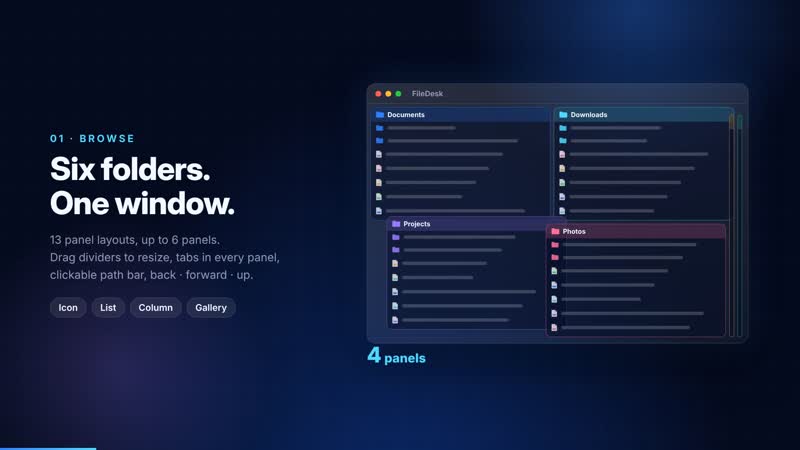 01 · BROWSE
Six folders.
One window.
13 panel layouts, up to 6 panels.
Drag dividers to resize, tabs in every panel,
clickable path bar, back · forward · up.
Icon
List
Column
Gallery
FileDesk
Documents
Downloads
Projects
Photos
4 panels